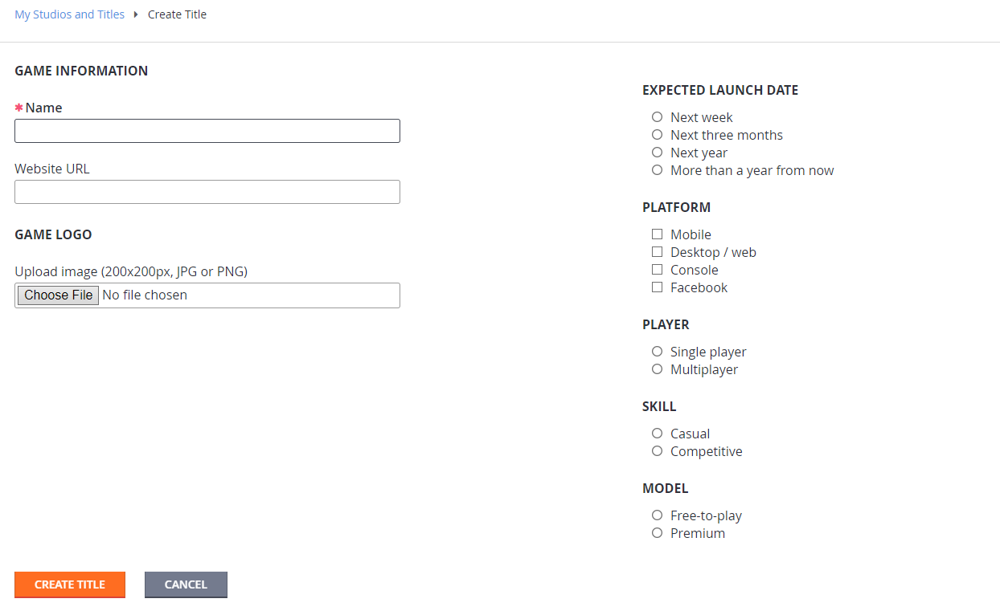 My Studios and Titles
Create Title
GAME INFORMATION
* Name
Website URL
GAME LOGO
Upload image (200x200px, JPG or PNG)
Choose File No file chosen
EXPECTED LAUNCH DATE
Next week
Next three months
Next year
More than a year from now
PLATFORM
Mobile
Desktop / web
Console
Facebook
PLAYER
Single player
Multiplayer
SKILL
Casual
Competitive
MODEL
Free-to-play
Premium
CREATE TITLE
CANCEL